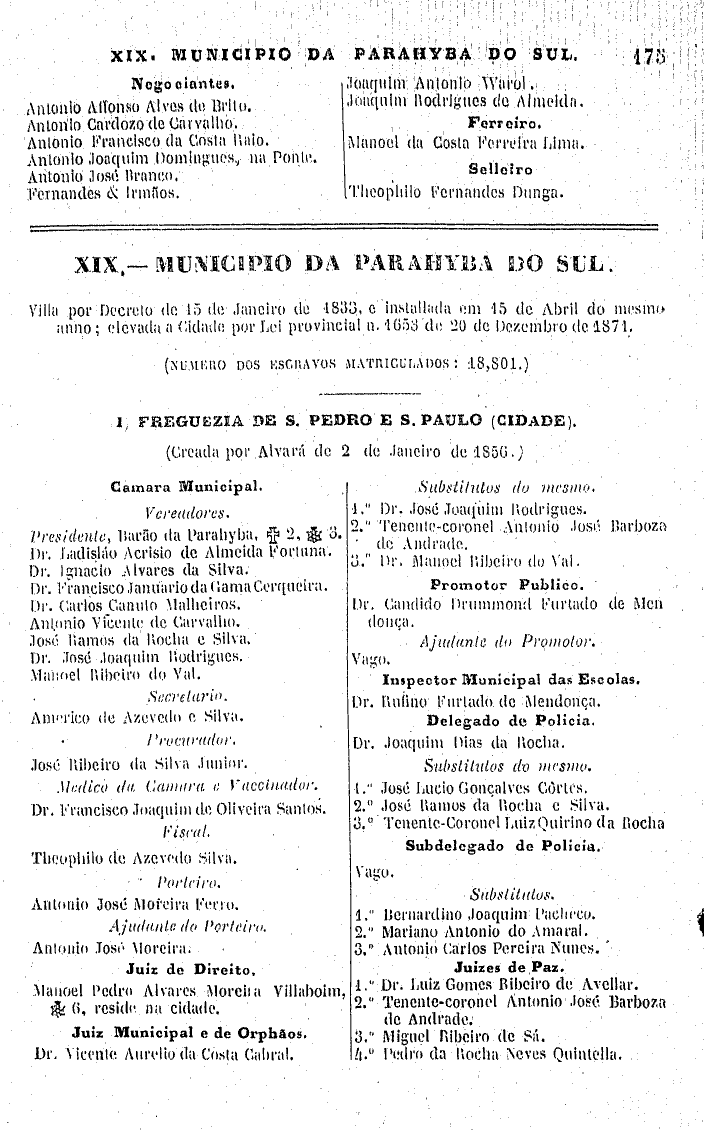 XIX. MUNICIPIO DA PARAHYBA DO SUL. 175
Negociantes.
Antonio Affonso Alves de Brito.
Antonio Cardozo de Carvalho.
Antonio Francisco da Costa Raio.
Antonio Joaquim Domingues, na Ponte.
Antonio José Branco.
Fernandes & Irmãos.
Joaquim Antonio Warol.
Joaquim Rodrigues de Almeida.
Ferreiro.
Manoel da Costa Ferreira Lima.
Selleiro
Theophilo Fernandes Dunga.
XIX.— MUNICIPIO DA PARAHYBA DO SUL.
Villa por Decreto de 15 de Janeiro de 1833, e installada em 15 de Abril do mesmo
anno; elevada a Cidade por Lei provincial n. 1653 de 20 de Dezembro de 1871.
(NUMERO DOS ESCRAVOS MATRICULADOS: 18,801.)
I. FREGUEZIA DE S. PEDRO E S. PAULO (CIDADE).
(Creada por Alvará de 2 de Janeiro de 1856.)
Camara Municipal.
Vereadores.
Presidente, Barão da Parahyba, 2, 3.
Dr. Ladisláo Acrisio de Almeida Fortuna.
Dr. Ignacio Alvares da Silva.
Dr. Francisco Januario da Gama Cerqueira.
Dr. Carlos Canuto Malheiros.
Antonio Vicente de Carvalho.
José Ramos da Rocha e Silva.
Dr. José Joaquim Rodrigues.
Manoel Ribeiro do Val.
Secretario.
Americo de Azevedo e Silva.
Procurador.
José Ribeiro da Silva Junior.
Medico da Camara e Vaccinador.
Dr. Francisco Joaquim de Oliveira Santos.
Fiscal.
Theophilo de Azevedo Silva.
Porteiro.
Antonio José Moreira Ferro.
Ajudante do Porteiro.
Antonio José Moreira.
Juiz de Direito.
Manoel Pedro Alvares Moreira Villaboim,
6, reside na cidade.
Juiz Municipal e de Orphãos.
Dr. Vicente Aurelio da Costa Cabral.
Substitutos do mesmo.
1.º Dr. José Joaquim Rodrigues.
2.º Tenente-coronel Antonio José Barboza
de Andrade.
3.º Dr. Manoel Ribeiro do Val.
Promotor Publico.
Dr. Candido Drummond Furtado de Men
donça.
Ajudante do Promotor.
Vago.
Inspector Municipal das Escolas.
Dr. Rufino Furtado de Mendonça.
Delegado de Policia.
Dr. Joaquim Dias da Rocha.
Substitutos do mesmo.
1.º José Lucio Gonçalves Côrtes.
2.º José Ramos da Rocha e Silva.
3.º Tenente-Coronel Luiz Quirino da Rocha
Subdelegado de Policia.
Vago.
Substitutos.
1.º Bernardino Joaquim Pacheco.
2.º Mariano Antonio do Amaral.
3.º Antonio Carlos Pereira Nunes.
Juizes de Paz.
1.º Dr. Luiz Gomes Ribeiro de Avellar.
2.º Tenente-coronel Antonio José Barboza
de Andrade.
3.º Miguel Ribeiro de Sá.
4.º Pedro da Rocha Neves Quintella.